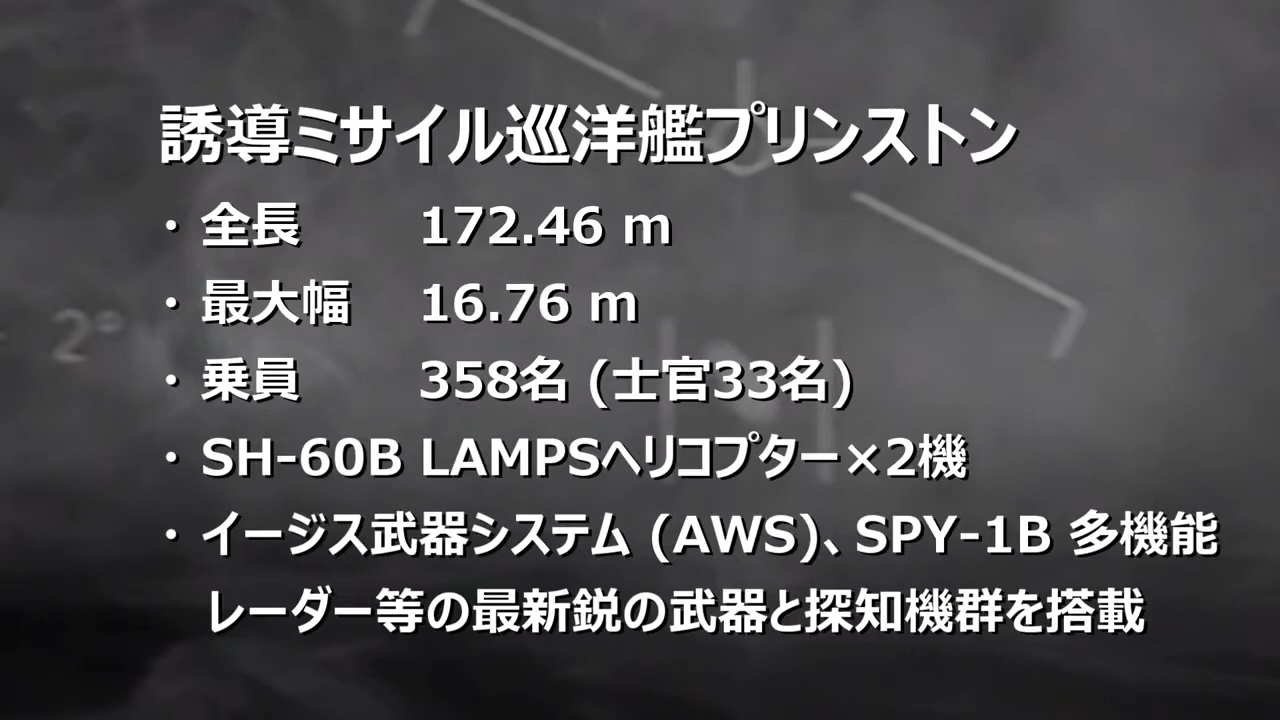 誘導ミサイル巡洋艦プリンストン
・全長 172.46 m
・最大幅 16.76 m
2°
・乗員 358名 (士官33名)
・SH-60B LAMPSヘリコプター×2機
・イージス武器システム (AWS)、SPY-1B 多機能
レーダー等の最新鋭の武器と探知機群を搭載